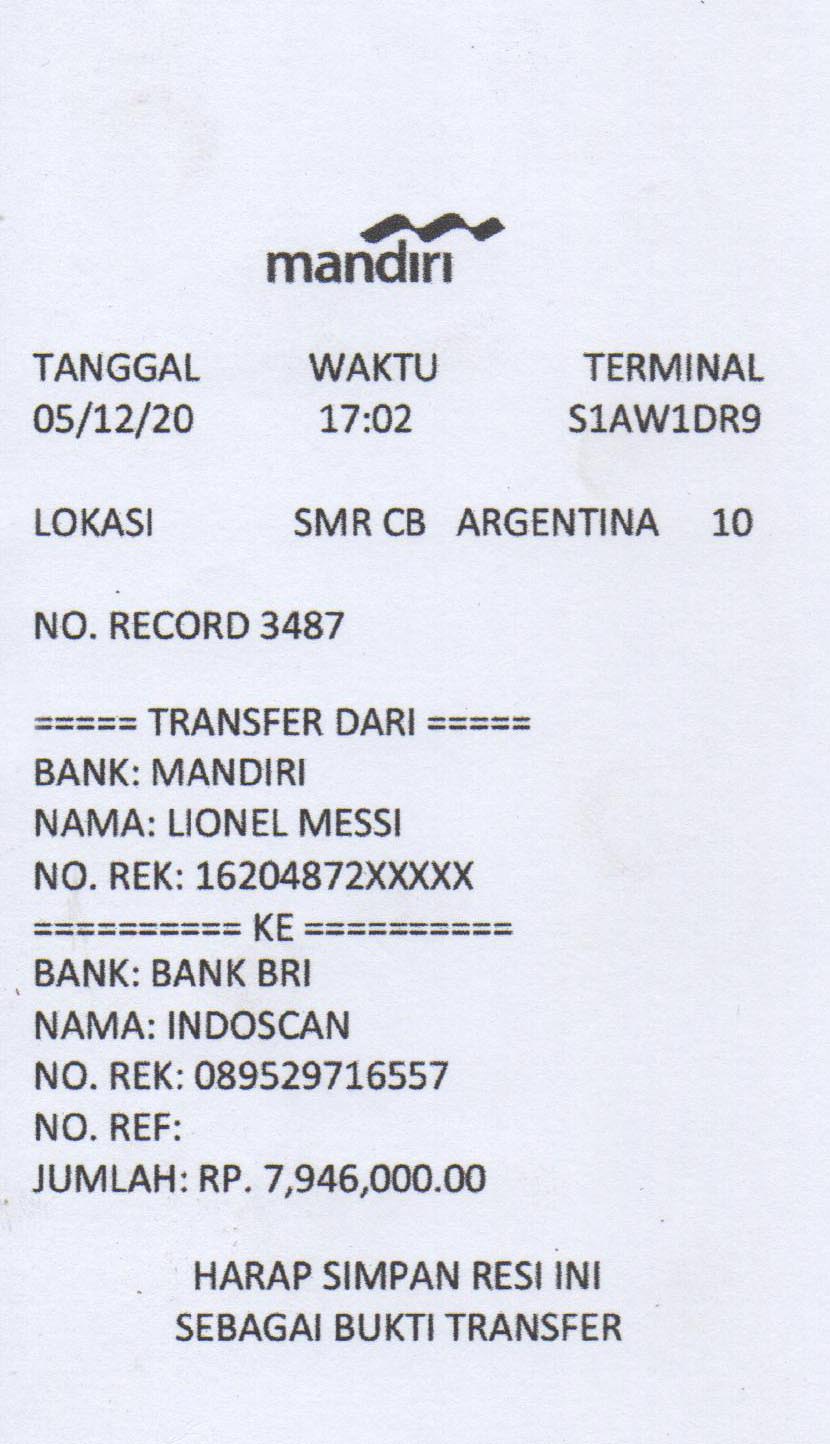 mandiri
TANGGAL WAKTU TERMINAL
05/12/20 17:02 S1AW1DR9
LOKASI SMR CB ARGENTINA 10
NO. RECORD 3487
===== TRANSFER DARI =====
BANK: MANDIRI
NAMA: LIONEL MESSI
NO. REK: 16204872XXXXX
========== KE ==========
BANK: BANK BRI
NAMA: INDOSCAN
NO. REK: 089529716557
NO. REF:
JUMLAH: RP. 7,946,000.00
HARAP SIMPAN RESI INI
SEBAGAI BUKTI TRANSFER